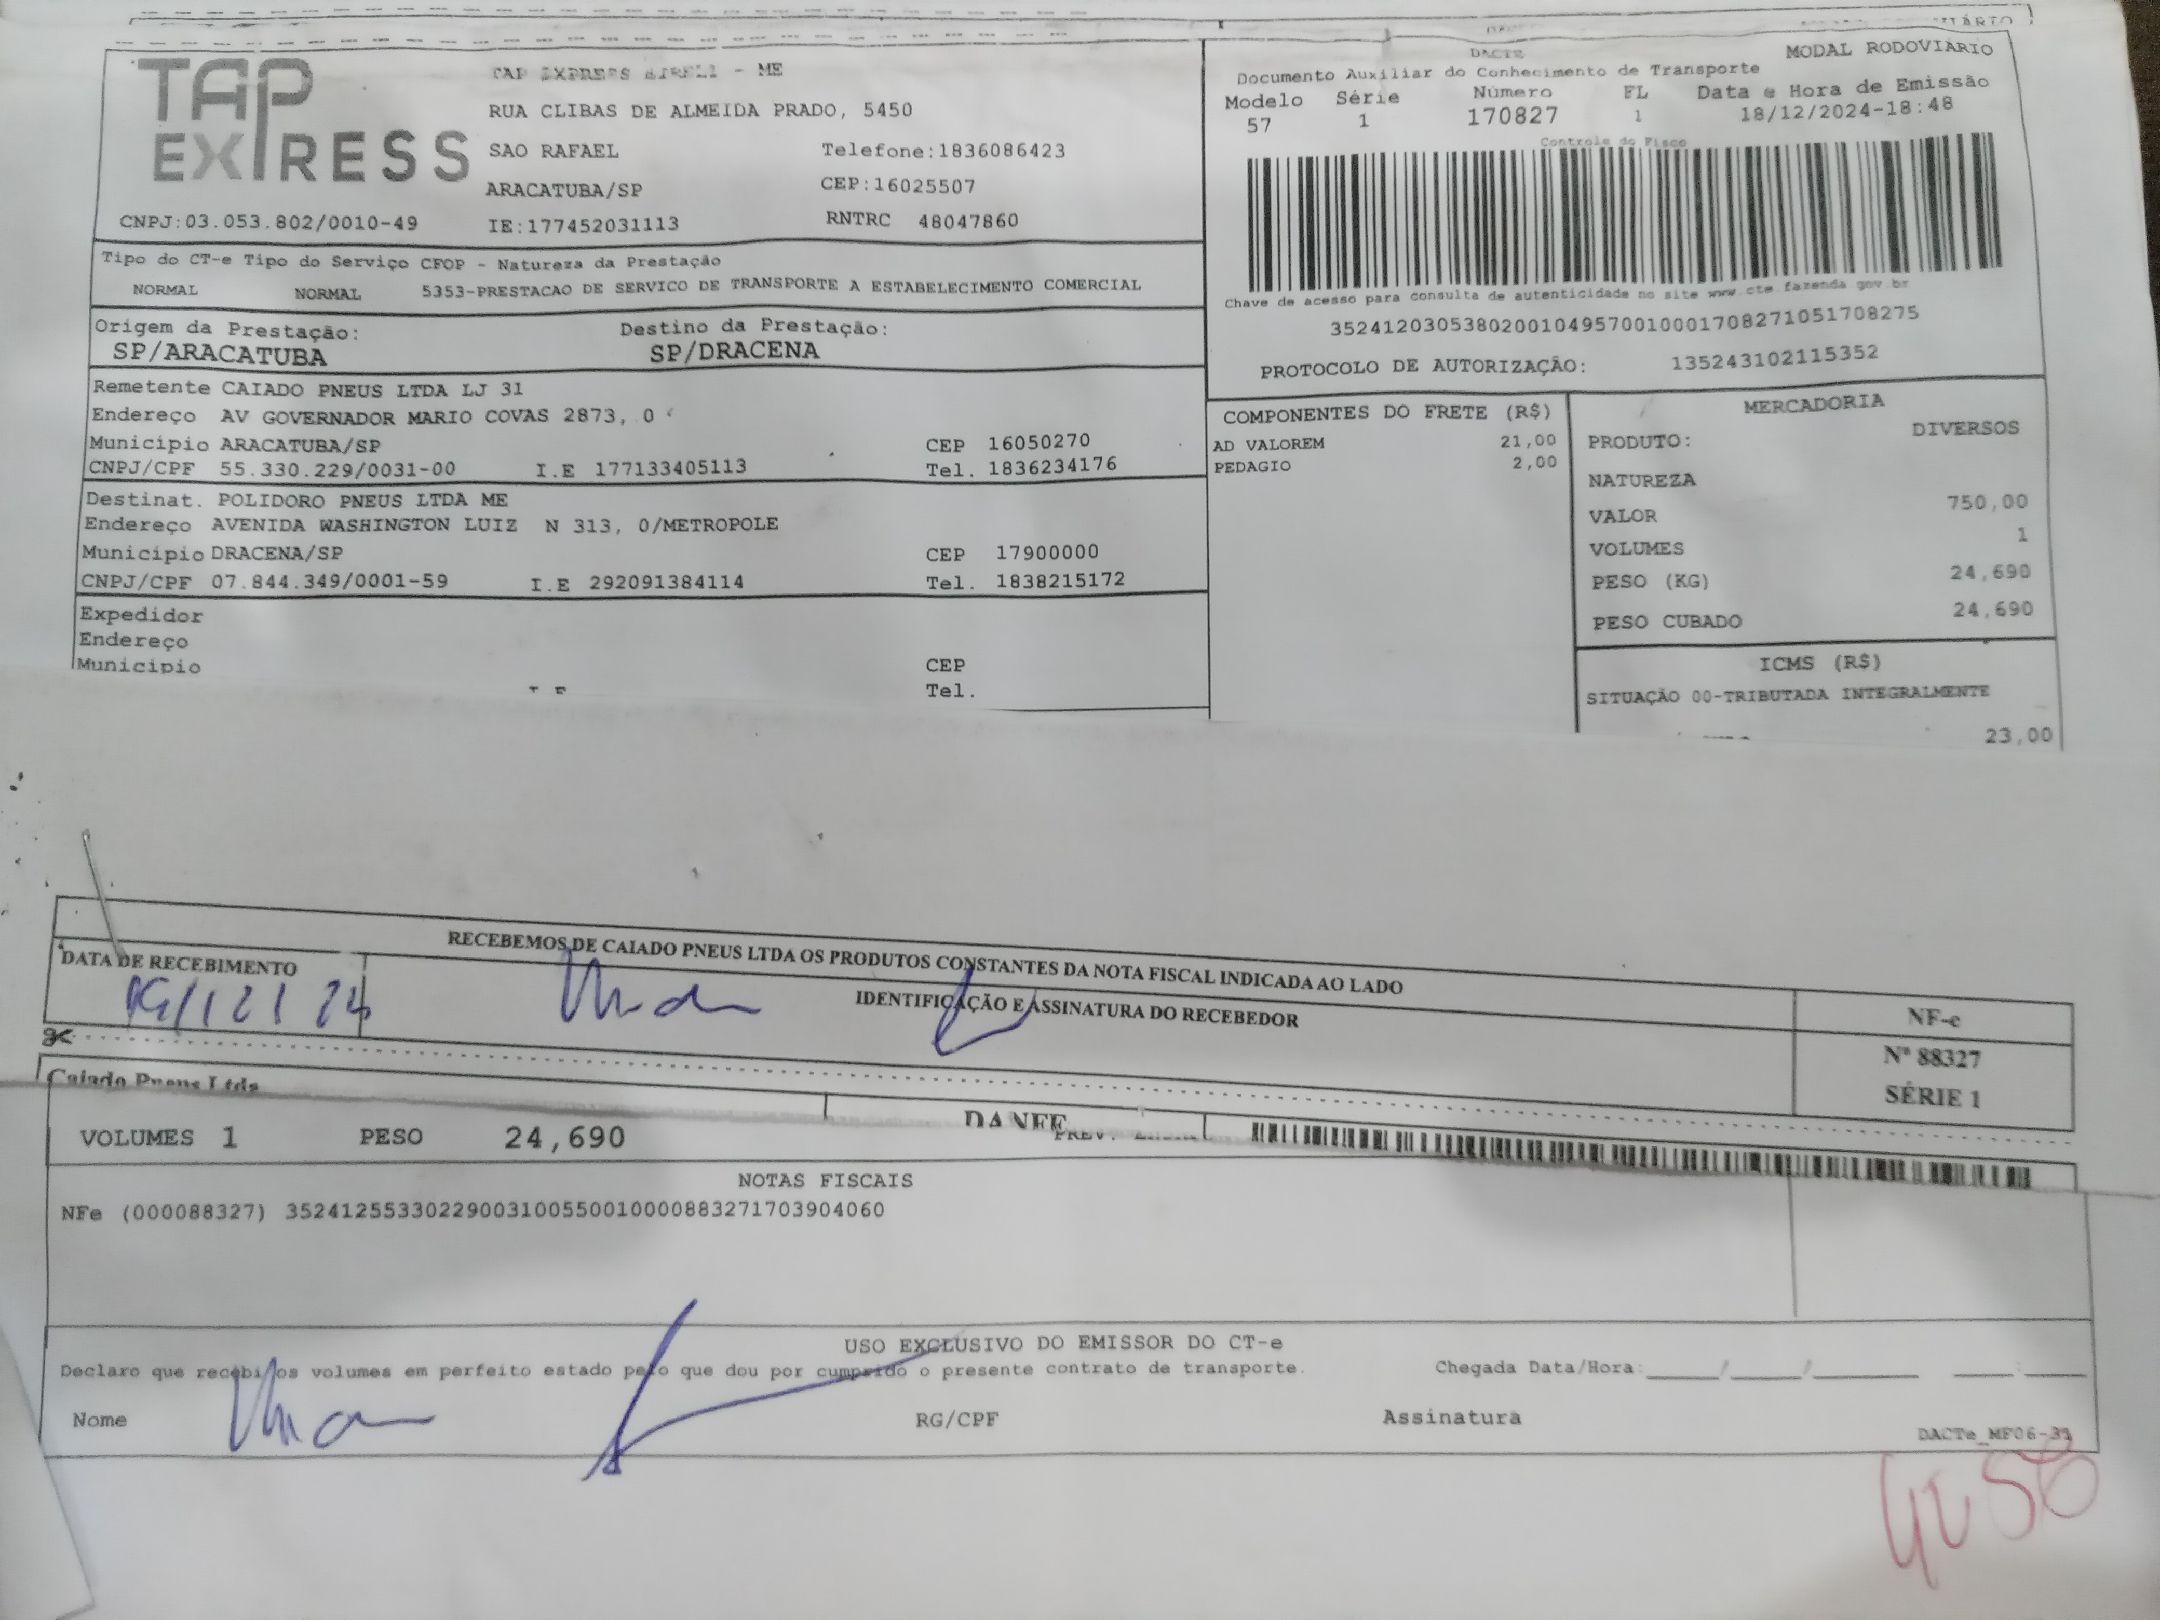 TAP EXPRESS
TAP EXPRESS EIRELI - ME
RUA CLIBAS DE ALMEIDA PRADO, 5450
SAO RAFAEL Telefone:1836086423
ARACATUBA/SP CEP:16025507
CNPJ:03.053.802/0010-49 IE:177452031113 RNTRC 48047860
DACTE MODAL RODOVIÁRIO
Documento Auxiliar do Conhecimento de Transporte
Modelo Série Número FL Data e Hora de Emissão
57 1 170827 1 18/12/2024-18:48
Controle do Fisco
Chave de acesso para consulta de autenticidade no site www.cte.fazenda.gov.br
35241203053802001049570010001708271051708275
PROTOCOLO DE AUTORIZAÇÃO: 135243102115352
Tipo do CT-e Tipo do Serviço CFOP - Natureza da Prestação
NORMAL NORMAL 5353-PRESTACAO DE SERVICO DE TRANSPORTE A ESTABELECIMENTO COMERCIAL
Origem da Prestação: Destino da Prestação:
SP/ARACATUBA SP/DRACENA
Remetente CAIADO PNEUS LTDA LJ 31
Endereço AV GOVERNADOR MARIO COVAS 2873, 0
Município ARACATUBA/SP CEP 16050270
CNPJ/CPF 55.330.229/0031-00 I.E 177133405113 Tel. 1836234176
Destinat. POLIDORO PNEUS LTDA ME
Endereço AVENIDA WASHINGTON LUIZ N 313, 0/METROPOLE
Município DRACENA/SP CEP 17900000
CNPJ/CPF 07.844.349/0001-59 I.E 292091384114 Tel. 1838215172
Expedidor
Endereço
Município CEP
Tel.
COMPONENTES DO FRETE (R$)
AD VALOREM 21,00
PEDAGIO 2,00
MERCADORIA
PRODUTO: DIVERSOS
NATUREZA
VALOR 750,00
VOLUMES 1
PESO (KG) 24,690
PESO CUBADO 24,690
ICMS (R$)
SITUAÇÃO 00-TRIBUTADA INTEGRALMENTE
23,00
RECEBEMOS DE CAIADO PNEUS LTDA OS PRODUTOS CONSTANTES DA NOTA FISCAL INDICADA AO LADO
DATA DE RECEBIMENTO IDENTIFICAÇÃO E ASSINATURA DO RECEBEDOR
NF-e
Nº 88327
SÉRIE 1
Caiado Pneus Ltda
DANFE
VOLUMES 1 PESO 24,690
NOTAS FISCAIS
NFe (000088327) 35241255330229003100550010000883271703904060
USO EXCLUSIVO DO EMISSOR DO CT-e
Declaro que recebi os volumes em perfeito estado pelo que dou por cumprido o presente contrato de transporte. Chegada Data/Hora:
Nome RG/CPF Assinatura
DACTe_MF06-35